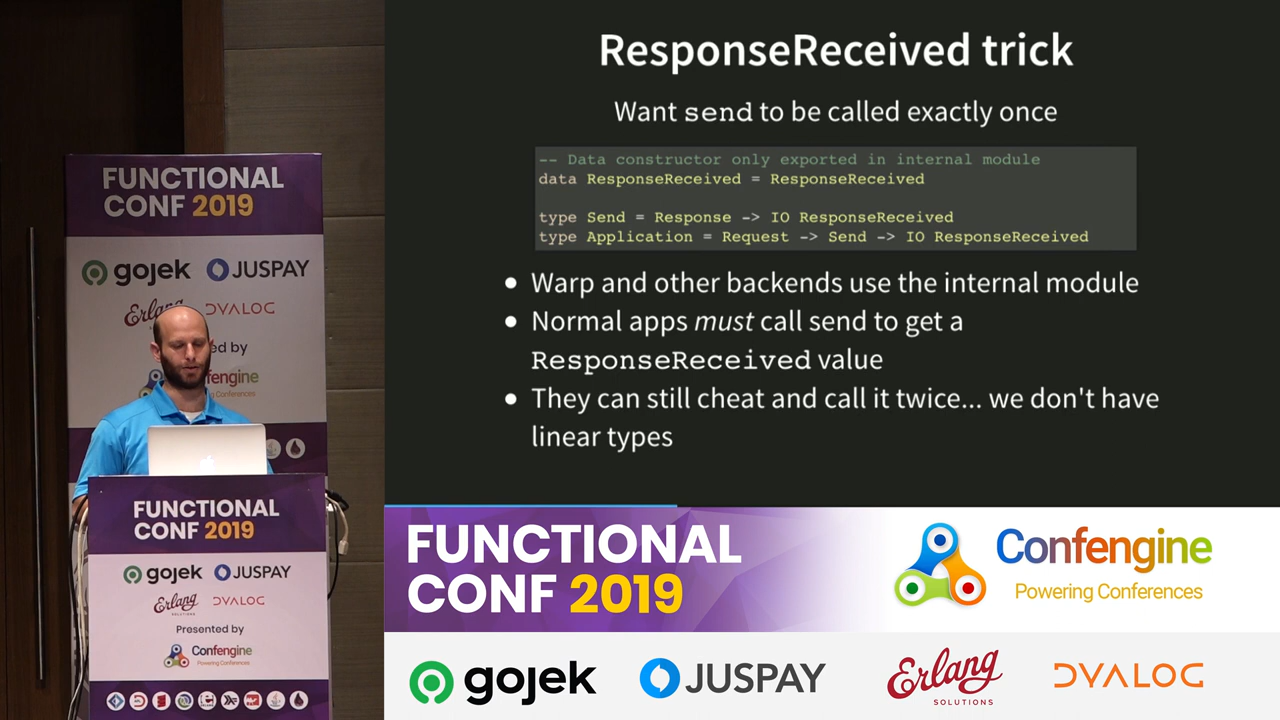 ResponseReceived trick
Want send to be called exactly once
-- Data constructor only exported in internal module
data ResponseReceived = ResponseReceived
type Send = Response -> IO ResponseReceived
type Application = Request -> Send -> IO ResponseReceived
Warp and other backends use the internal module
Normal apps must call send to get a
ResponseReceived value
They can still cheat and call it twice... we don't have
linear types
FUNCTIONAL
CONF 2019
Confengine
Powering Conferences
gojek
JUSPAY
Erlang
SOLUTIONS
DYALOG
FUNCTIONAL
CONF 2019
gojek JUSPAY
Erlang DYALOG
ed by
fengine
g Conferences
FUNCTIONAL
CONF 2019
gojek JUSPAY
Erlang DYALOG
SOLUTIONS
Presented by
Confengine
Powering Conferences